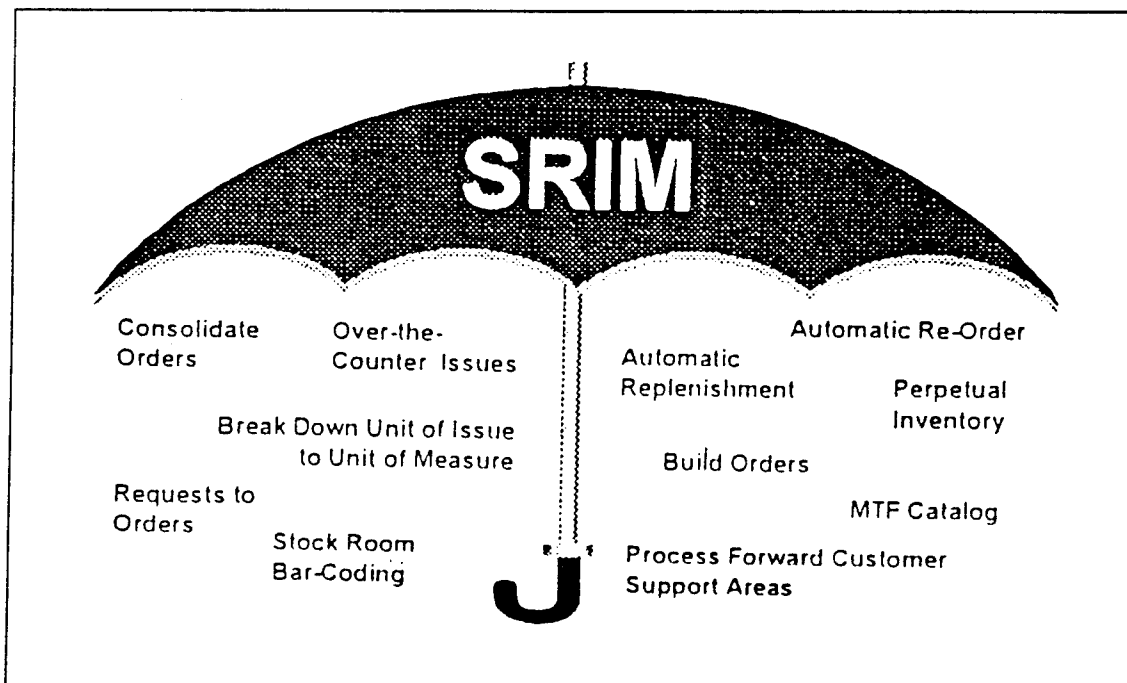 SRIM
Consolidate
Orders
Over-the-
Counter Issues
Break Down Unit of Issue
to Unit of Measure
Requests to
Orders
Stock Room
Bar-Coding
Automatic Re-Order
Automatic
Replenishment
Perpetual
Inventory
Build Orders
MTF Catalog
Process Forward Customer
Support Areas